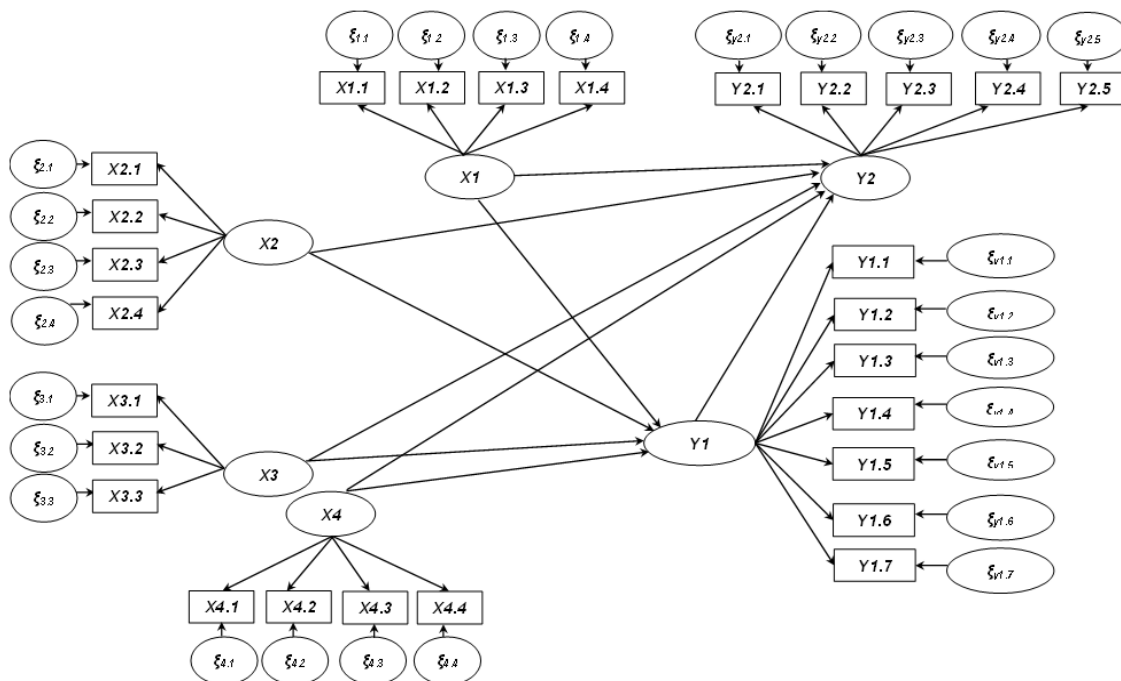 ξ1.1 ξ1.2 ξ1.3 ξ1.4
ξy2.1 ξy2.2 ξy2.3 ξy2.4 ξy2.5
X1.1 X1.2 X1.3 X1.4
Y2.1 Y2.2 Y2.3 Y2.4 Y2.5
X1
Y2
ξ2.1 X2.1
ξ2.2 X2.2
ξ2.3 X2.3
ξ2.4 X2.4
X2
Y1.1 ξy1.1
Y1.2 ξy1.2
Y1.3 ξy1.3
Y1.4 ξy1.4
Y1.5 ξy1.5
Y1.6 ξy1.6
Y1.7 ξy1.7
Y1
ξ3.1 X3.1
ξ3.2 X3.2
ξ3.3 X3.3
X3
X4
X4.1 X4.2 X4.3 X4.4
ξ4.1 ξ4.2 ξ4.3 ξ4.4